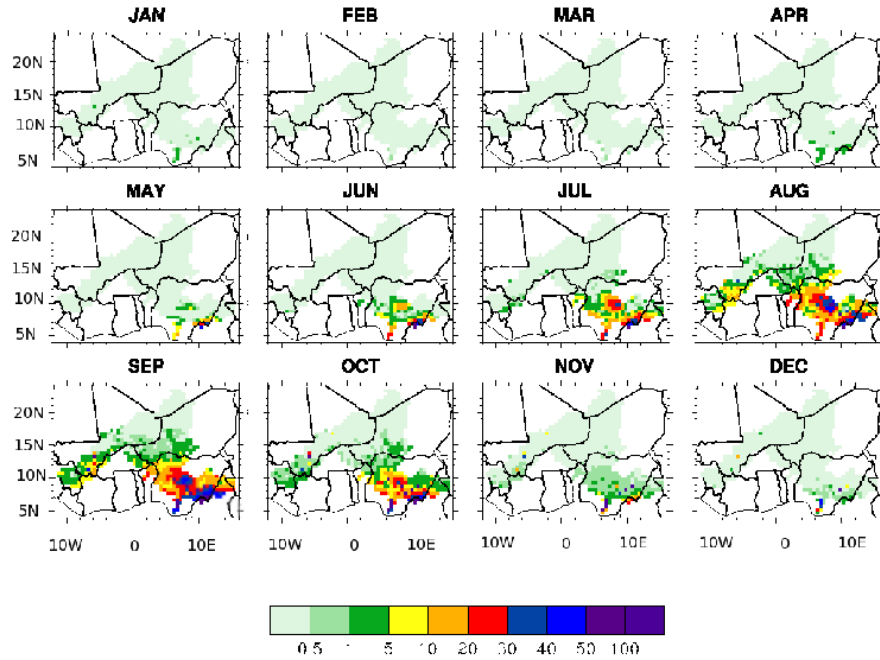 JAN FEB MAR APR
20N
15N
10N
5N
MAY JUN JUL AUG
20N
15N
10N
5N
SEP OCT NOV DEC
20N
15N
10N
5N
10W 0 10E 10W 0 10E 10W 0 10E 10W 0 10E
0.5 1 5 10 20 30 40 50 100